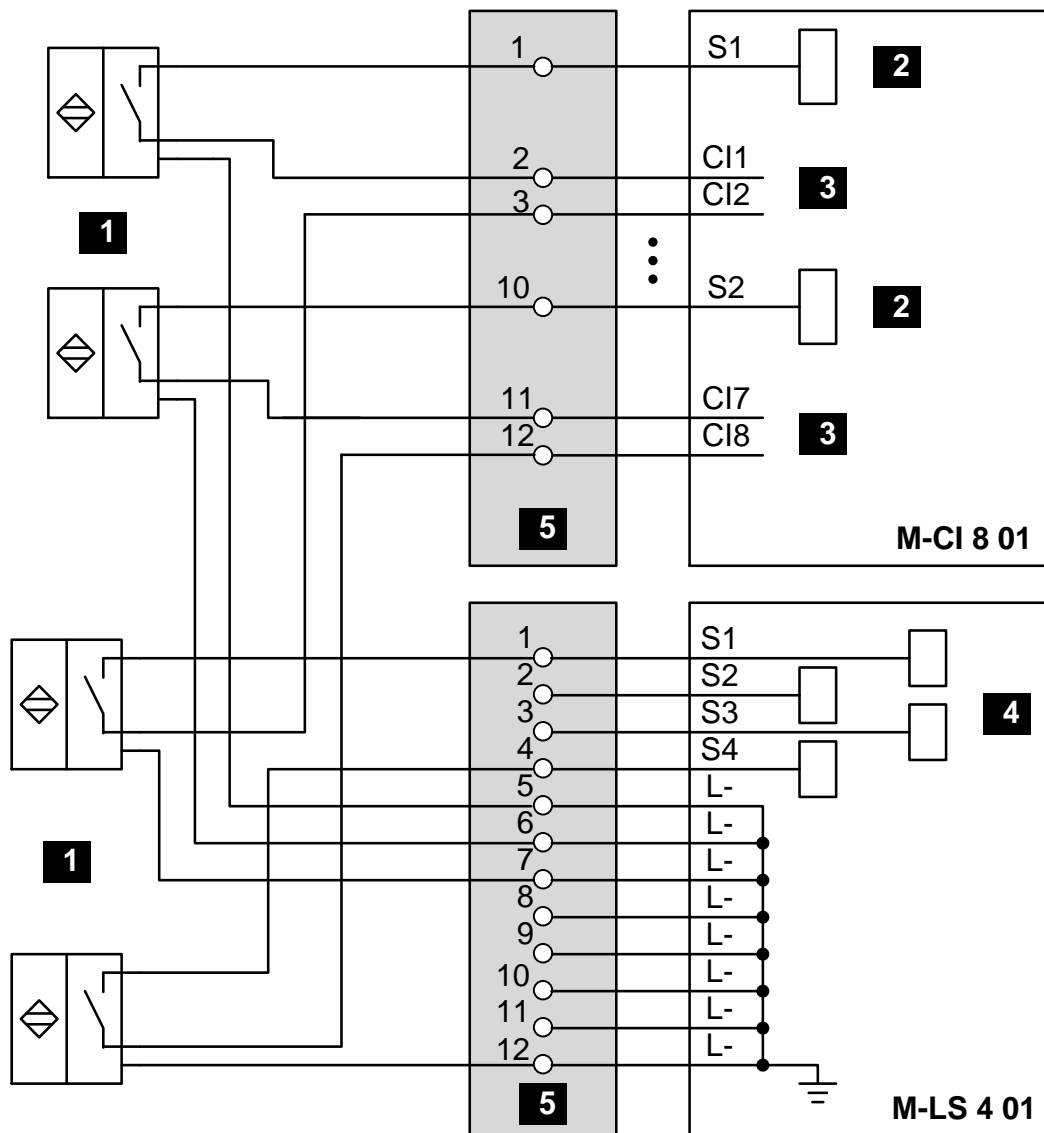 1 S1 2
2 CI1
3 CI2 3
1
10 S2 2
11 CI7
12 CI8 3
5
M-CI 8 01
1 S1
2 S2
3 S3 4
4 S4
5 L-
6 L-
1
7 L-
8 L-
9 L-
10 L-
11 L-
12 L-
5
M-LS 4 01